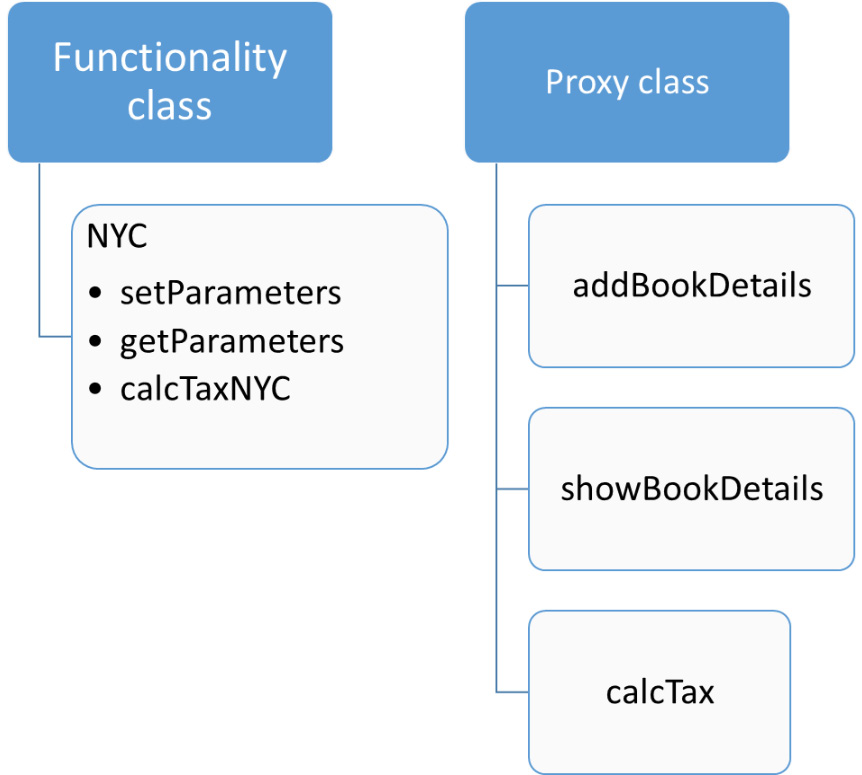 Functionality
class
NYC
• setParameters
• getParameters
• calcTaxNYC
Proxy class
addBookDetails
showBookDetails
calcTax